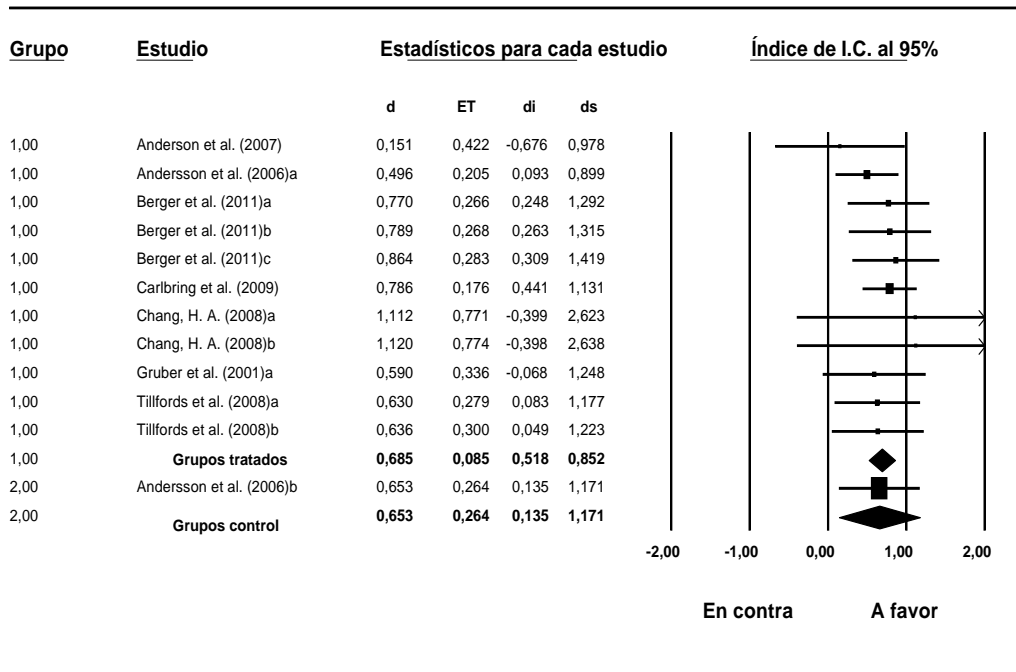 Grupo Estudio Estadísticos para cada estudio Índice de I.C. al 95%
d ET di ds
1,00 Anderson et al. (2007) 0,151 0,422 -0,676 0,978
1,00 Andersson et al. (2006)a 0,496 0,205 0,093 0,899
1,00 Berger et al. (2011)a 0,770 0,266 0,248 1,292
1,00 Berger et al. (2011)b 0,789 0,268 0,263 1,315
1,00 Berger et al. (2011)c 0,864 0,283 0,309 1,419
1,00 Carlbring et al. (2009) 0,786 0,176 0,441 1,131
1,00 Chang, H. A. (2008)a 1,112 0,771 -0,399 2,623
1,00 Chang, H. A. (2008)b 1,120 0,774 -0,398 2,638
1,00 Gruber et al. (2001)a 0,590 0,336 -0,068 1,248
1,00 Tillfords et al. (2008)a 0,630 0,279 0,083 1,177
1,00 Tillfords et al. (2008)b 0,636 0,300 0,049 1,223
1,00 Grupos tratados 0,685 0,085 0,518 0,852
2,00 Andersson et al. (2006)b 0,653 0,264 0,135 1,171
2,00 Grupos control 0,653 0,264 0,135 1,171
-2,00 -1,00 0,00 1,00 2,00
En contra A favor